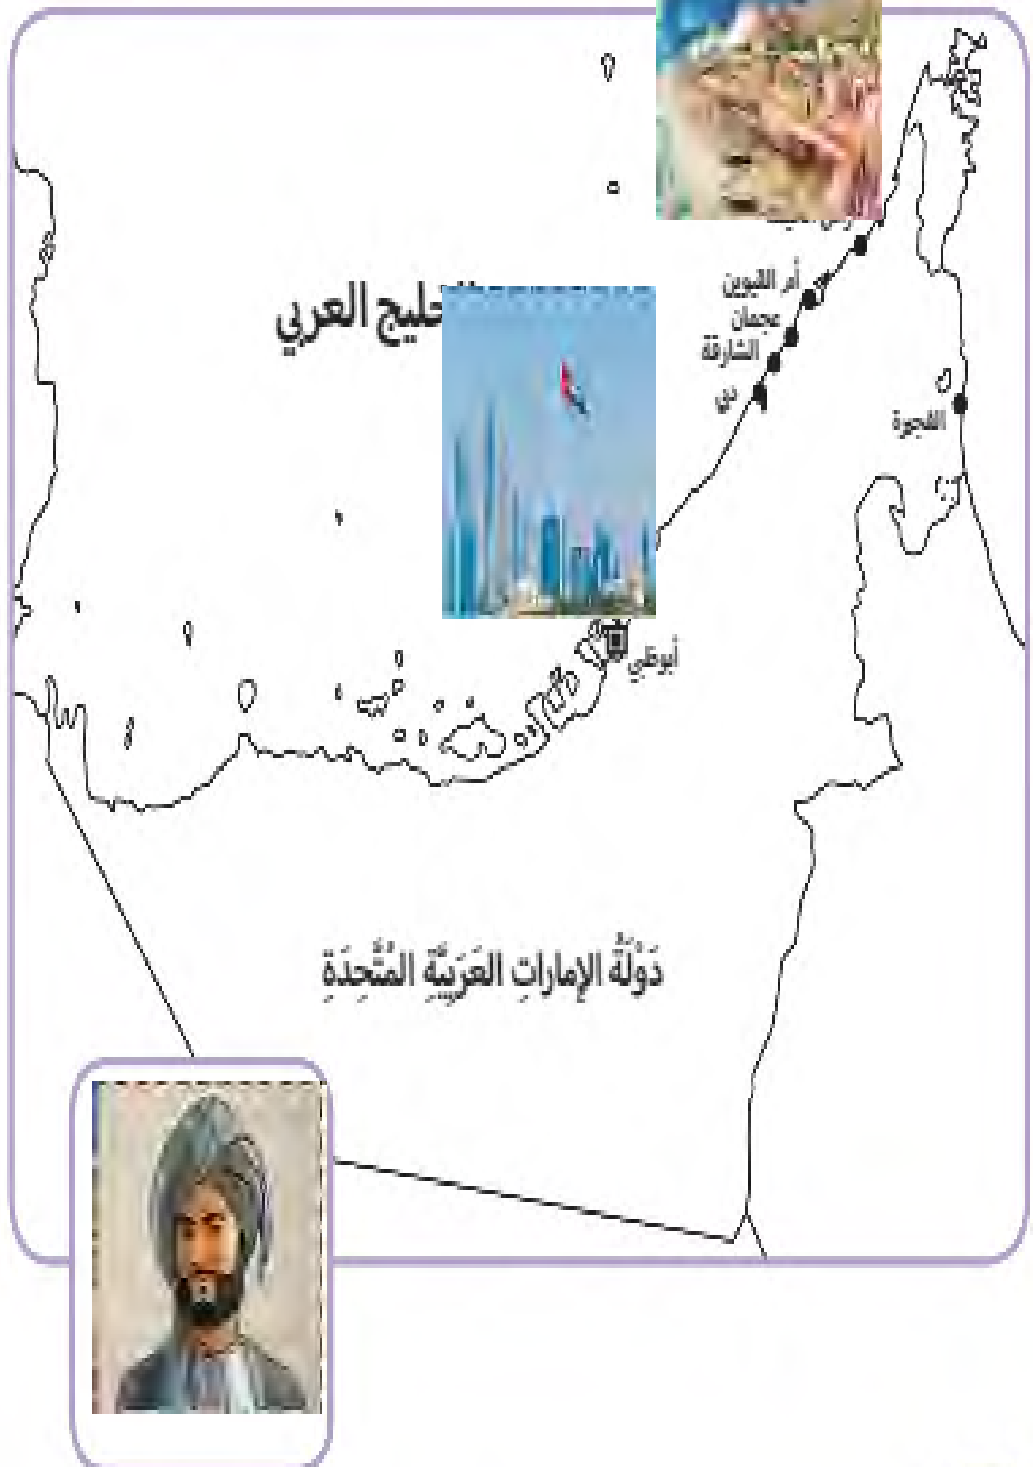 الخليج العربي
أم القيوين
عجمان
الشارقة
دبي
الفجيرة
أبوظبي
دَوْلَةُ الإماراتِ العَرَبِيَّةِ المُتَّحِدَةِ